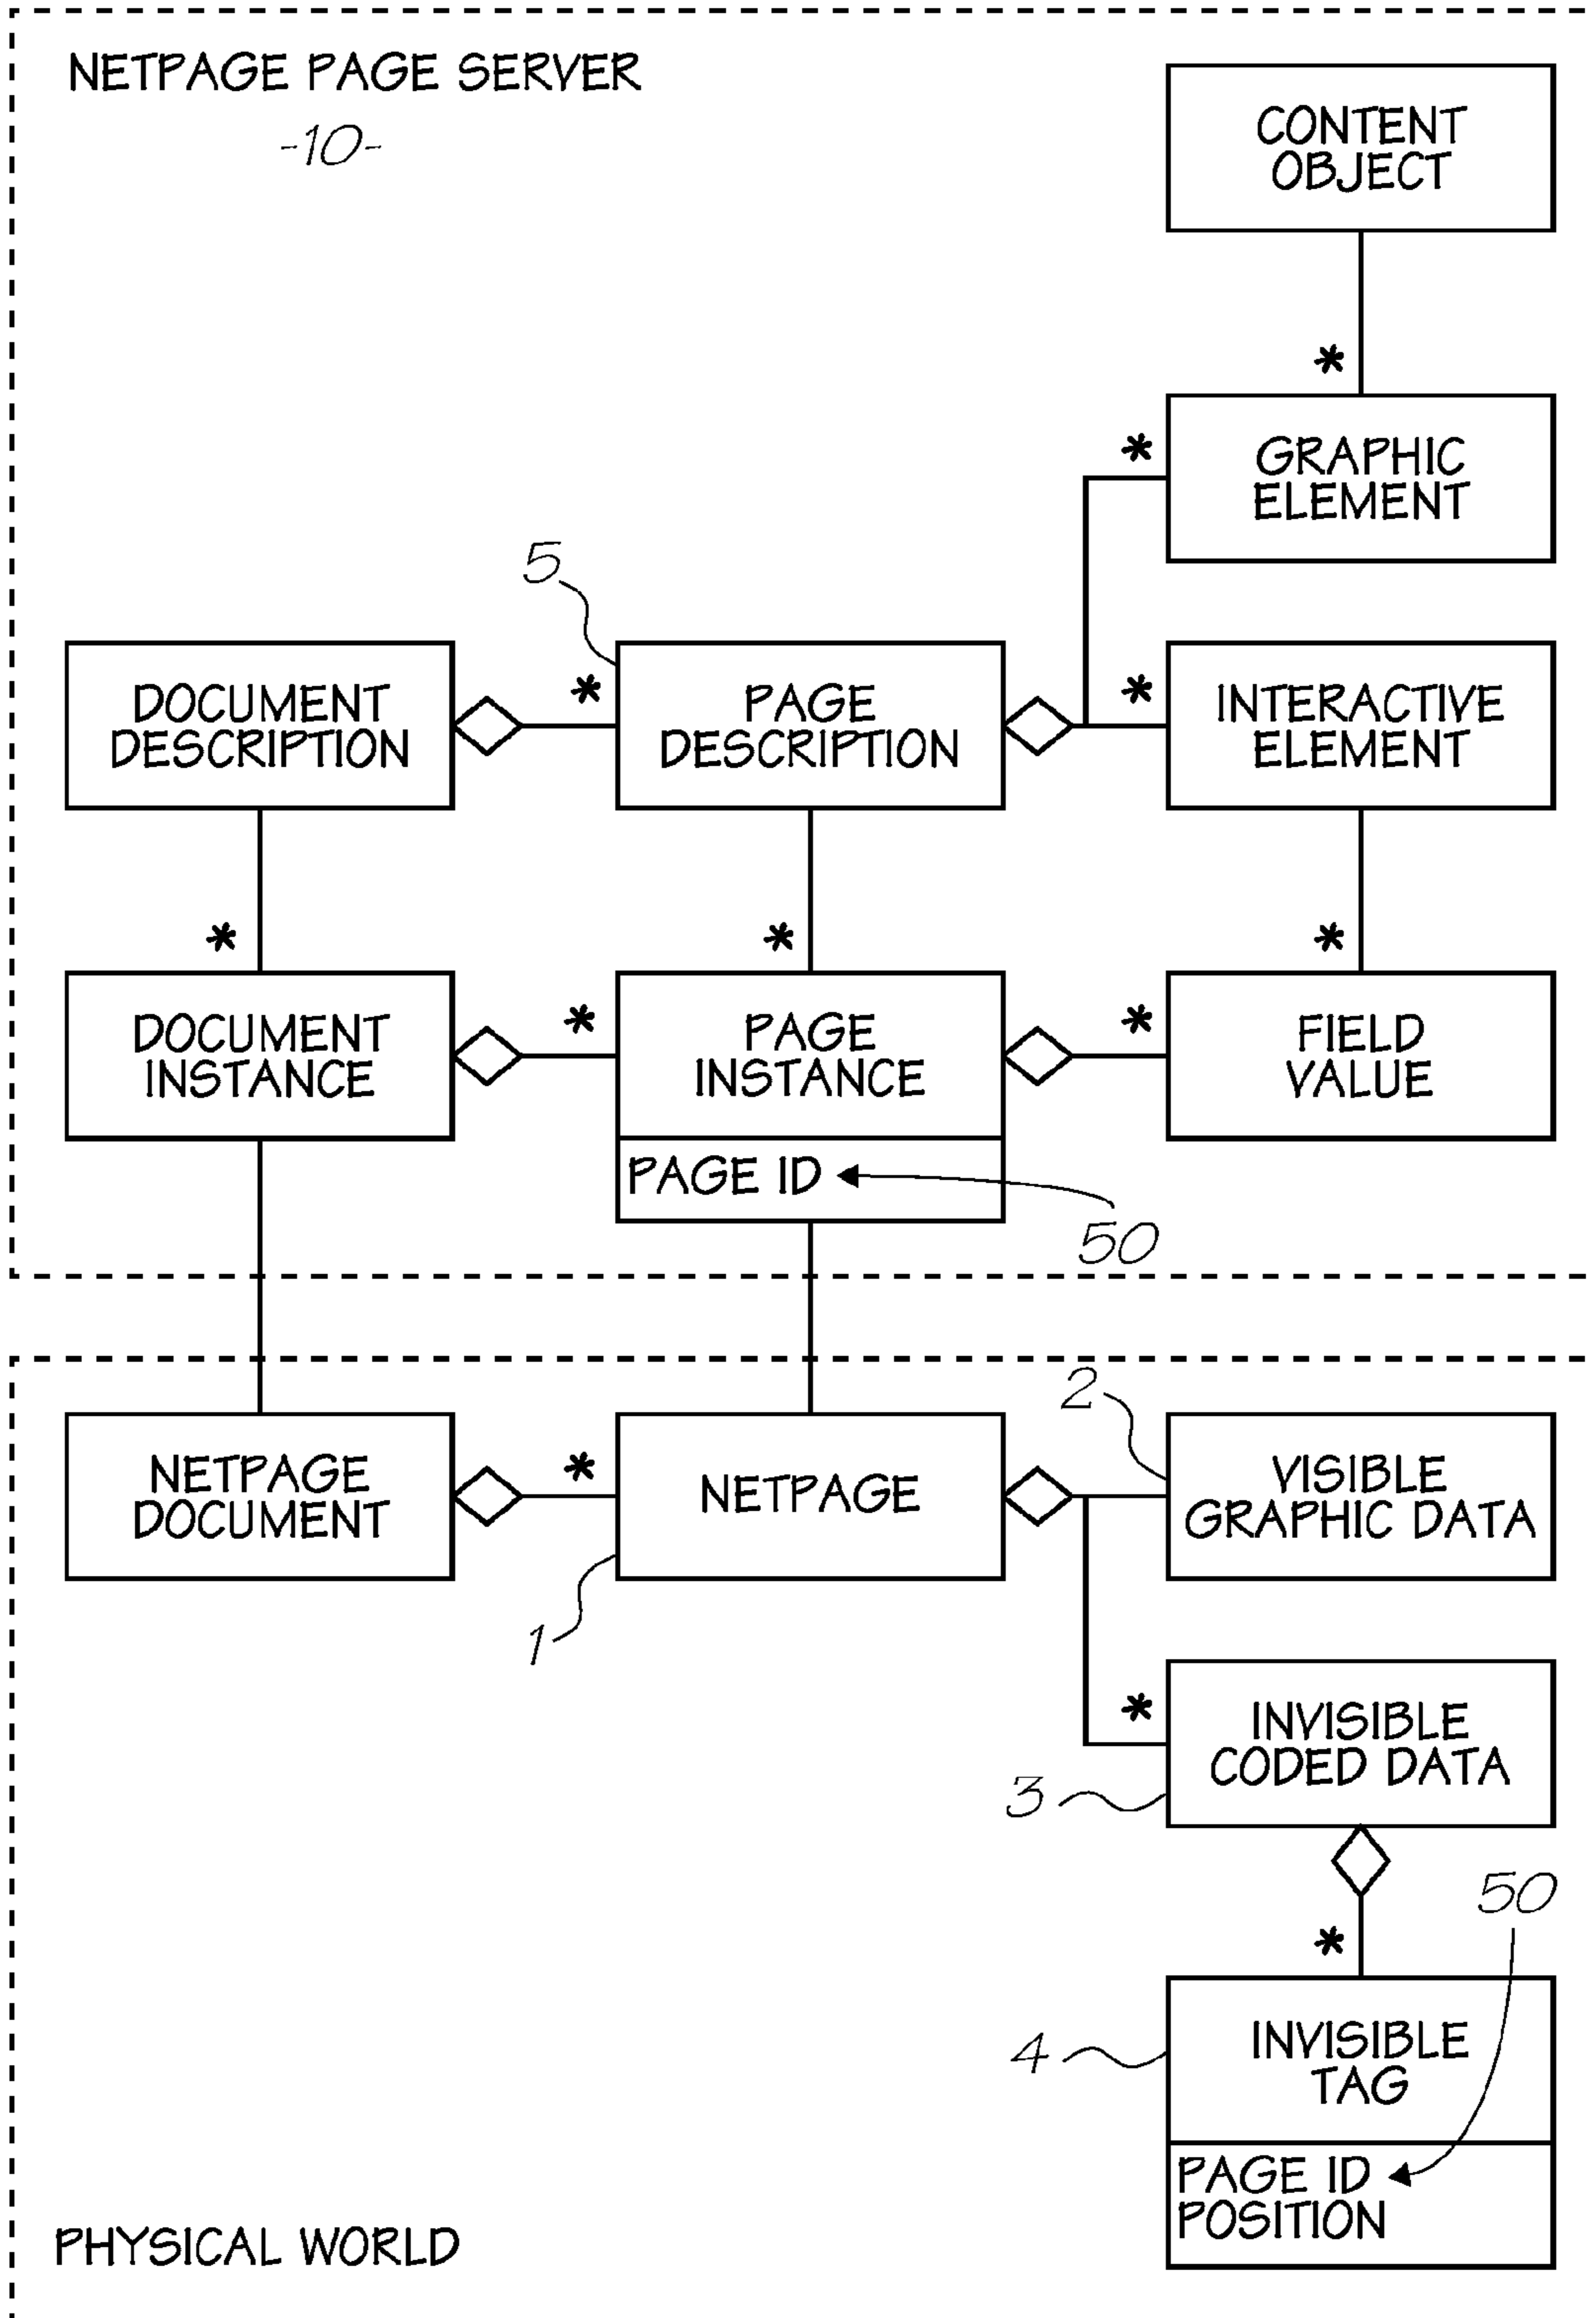 NETPAGE PAGE SERVER
-10-
CONTENT
OBJECT
*
*
GRAPHIC
ELEMENT
5
DOCUMENT
DESCRIPTION
*
PAGE
DESCRIPTION
*
INTERACTIVE
ELEMENT
*
*
*
DOCUMENT
INSTANCE
*
PAGE
INSTANCE
*
FIELD
VALUE
PAGE ID
50
2
NETPAGE
DOCUMENT
*
NETPAGE
VISIBLE
GRAPHIC DATA
1
*
INVISIBLE
CODED DATA
3
50
*
4
INVISIBLE
TAG
PAGE ID
POSITION
PHYSICAL WORLD